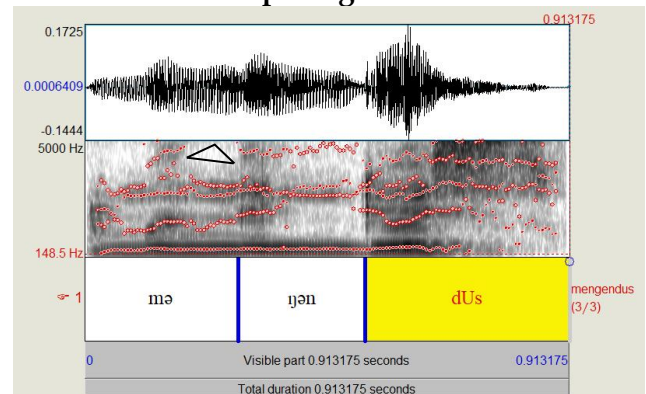 0.913175
0.1725
0.0006409
-0.1444
5000 Hz
148.5 Hz
1
mə
ŋən
dUs
mengendus
(3/3)
0
Visible part 0.913175 seconds
0.913175
Total duration 0.913175 seconds